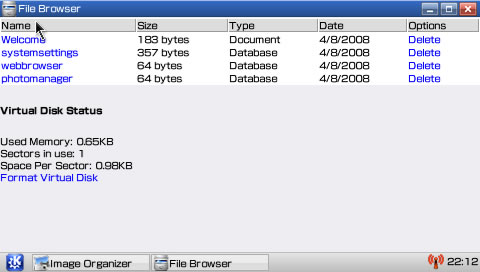 File Browser
Name Size Type Date Options
Welcome 183 bytes Document 4/8/2008 Delete
systemsettings 357 bytes Database 4/8/2008 Delete
webbrowser 64 bytes Database 4/8/2008 Delete
photomanager 64 bytes Database 4/8/2008 Delete
Virtual Disk Status
Used Memory: 0.65KB
Sectors in use: 1
Space Per Sector: 0.98KB
Format Virtual Disk
Image Organizer File Browser 22:12